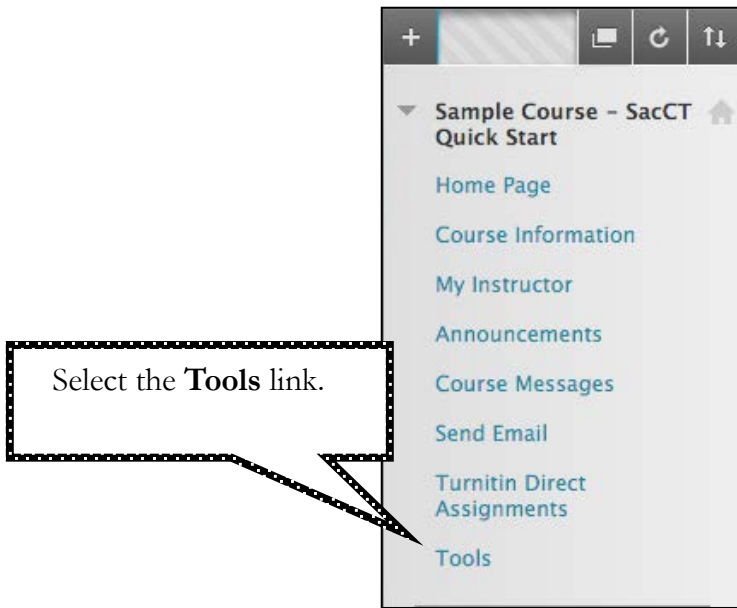 Sample Course – SacCT
Quick Start
Home Page
Course Information
My Instructor
Announcements
Select the Tools link.
Course Messages
Send Email
Turnitin Direct
Assignments
Tools